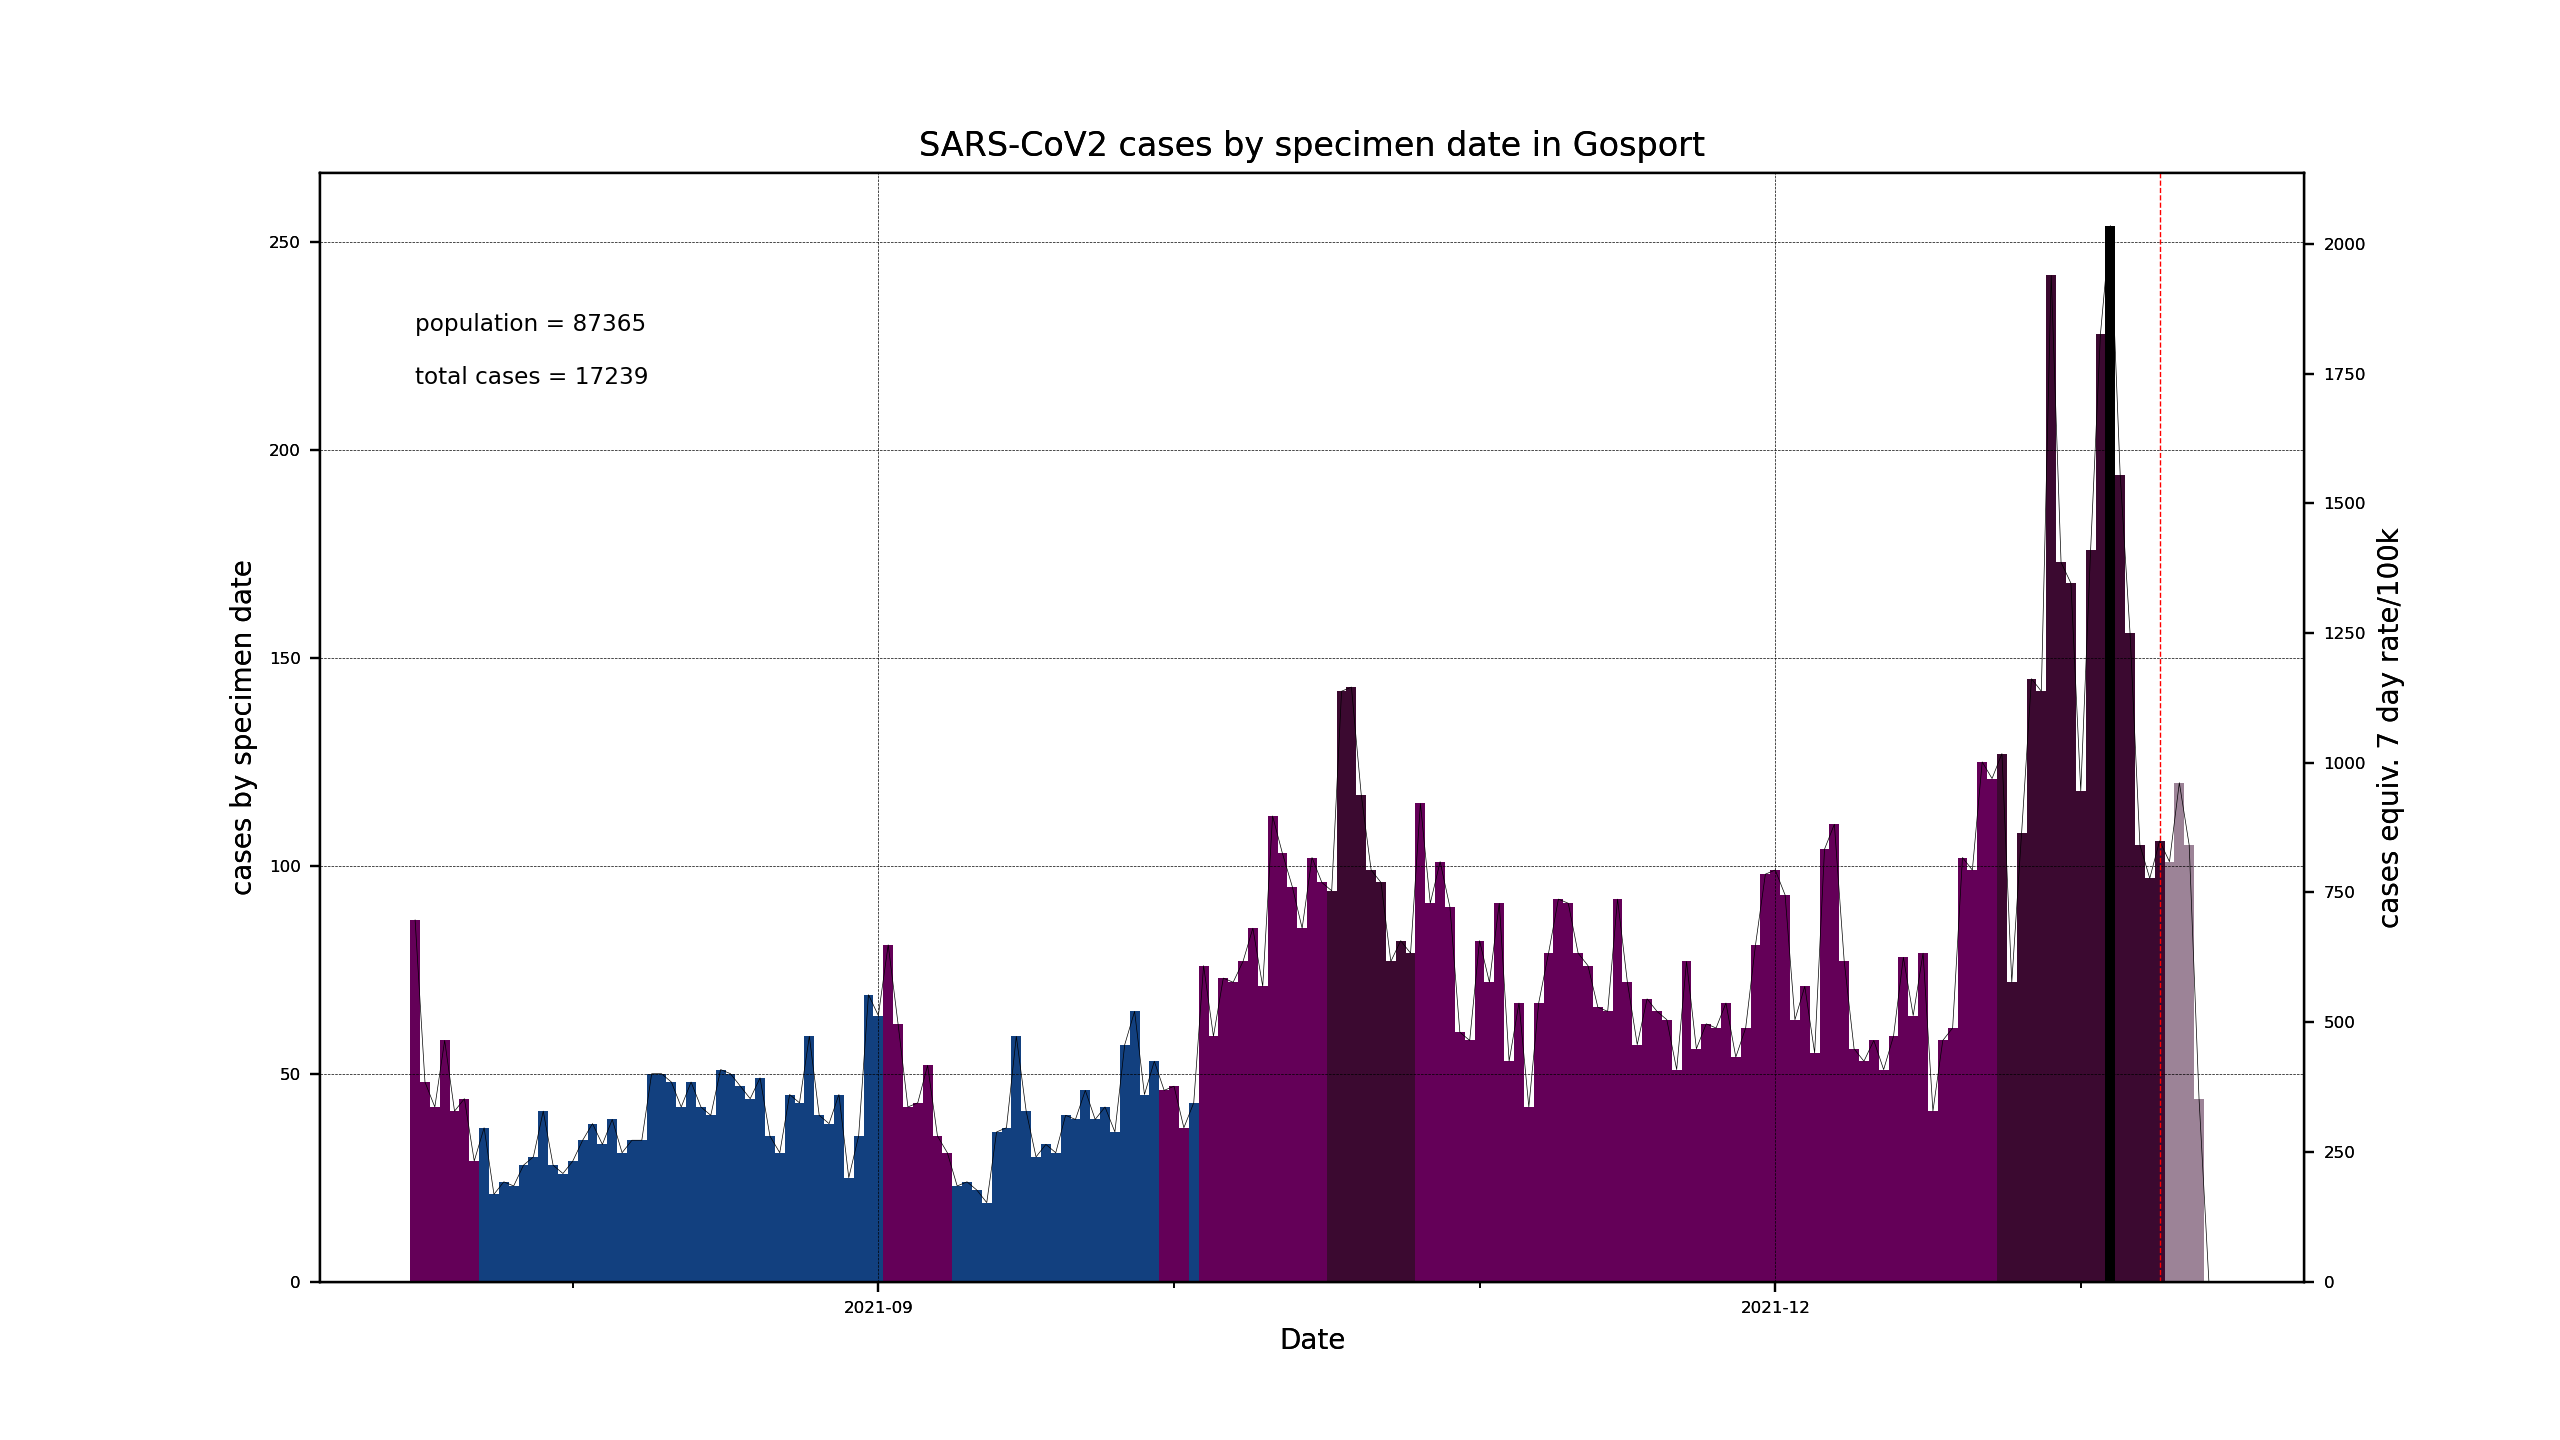 SARS-CoV2 cases by specimen date in Gosport
population = 87365
total cases = 17239
cases by specimen date
250
200
150
100
50
0
2000
1750
1500
1250
1000
750
500
250
0
cases equiv. 7 day rate/100k
2021-09
2021-12
Date